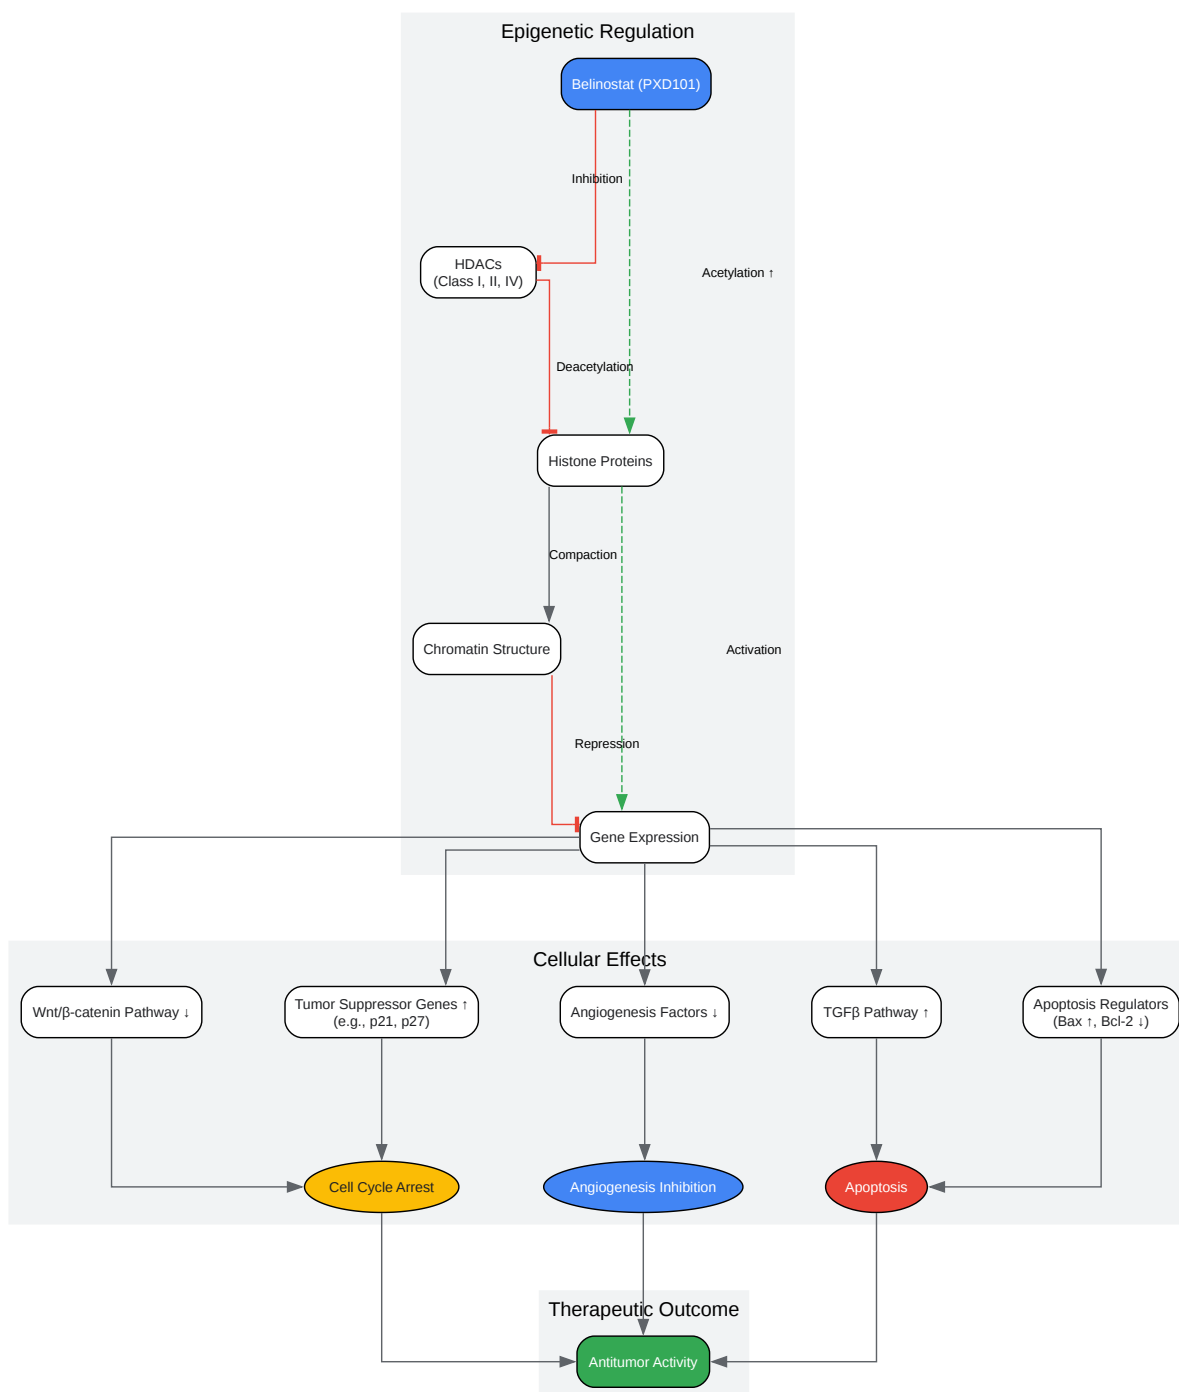 Epigenetic Regulation
Belinostat (PXD101)
Inhibition
HDACs
(Class I, II, IV)
Acetylation ↑
Deacetylation
Histone Proteins
Compaction
Chromatin Structure
Activation
Repression
Gene Expression
Cellular Effects
Wnt/β-catenin Pathway ↓
Tumor Suppressor Genes ↑
(e.g., p21, p27)
Angiogenesis Factors ↓
TGFβ Pathway ↑
Apoptosis Regulators
(Bax ↑, Bcl-2 ↓)
Cell Cycle Arrest
Angiogenesis Inhibition
Apoptosis
Therapeutic Outcome
Antitumor Activity